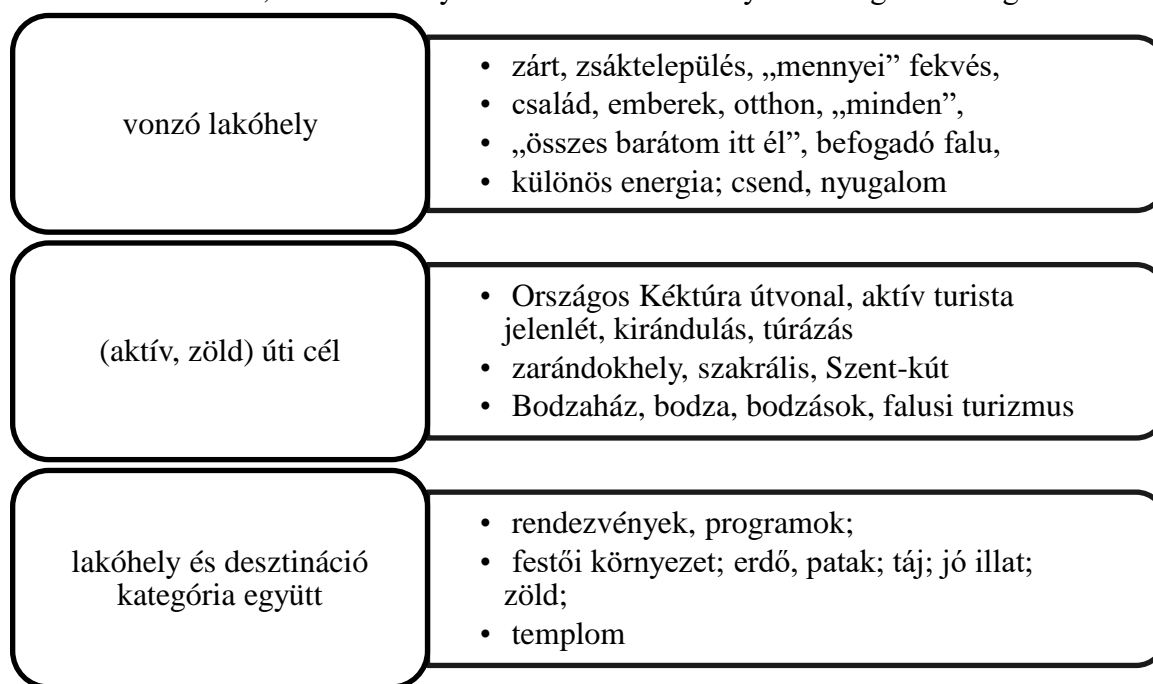 vonzó lakóhely
• zárt, zsáktelepülés, „mennyei” fekvés,
• család, emberek, otthon, „minden”,
• „összes barátom itt él”, befogadó falu,
• különös energia; csend, nyugalom
(aktív, zöld) úti cél
• Országos Kéktúra útvonal, aktív turista
jelenlét, kirándulás, túrázás
• zarándokhely, szakrális, Szent-kút
• Bodzaház, bodza, bodzások, falusi turizmus
lakóhely és desztináció
kategória együtt
• rendezvények, programok;
• festői környezet; erdő, patak; táj; jó illat;
zöld;
• templom